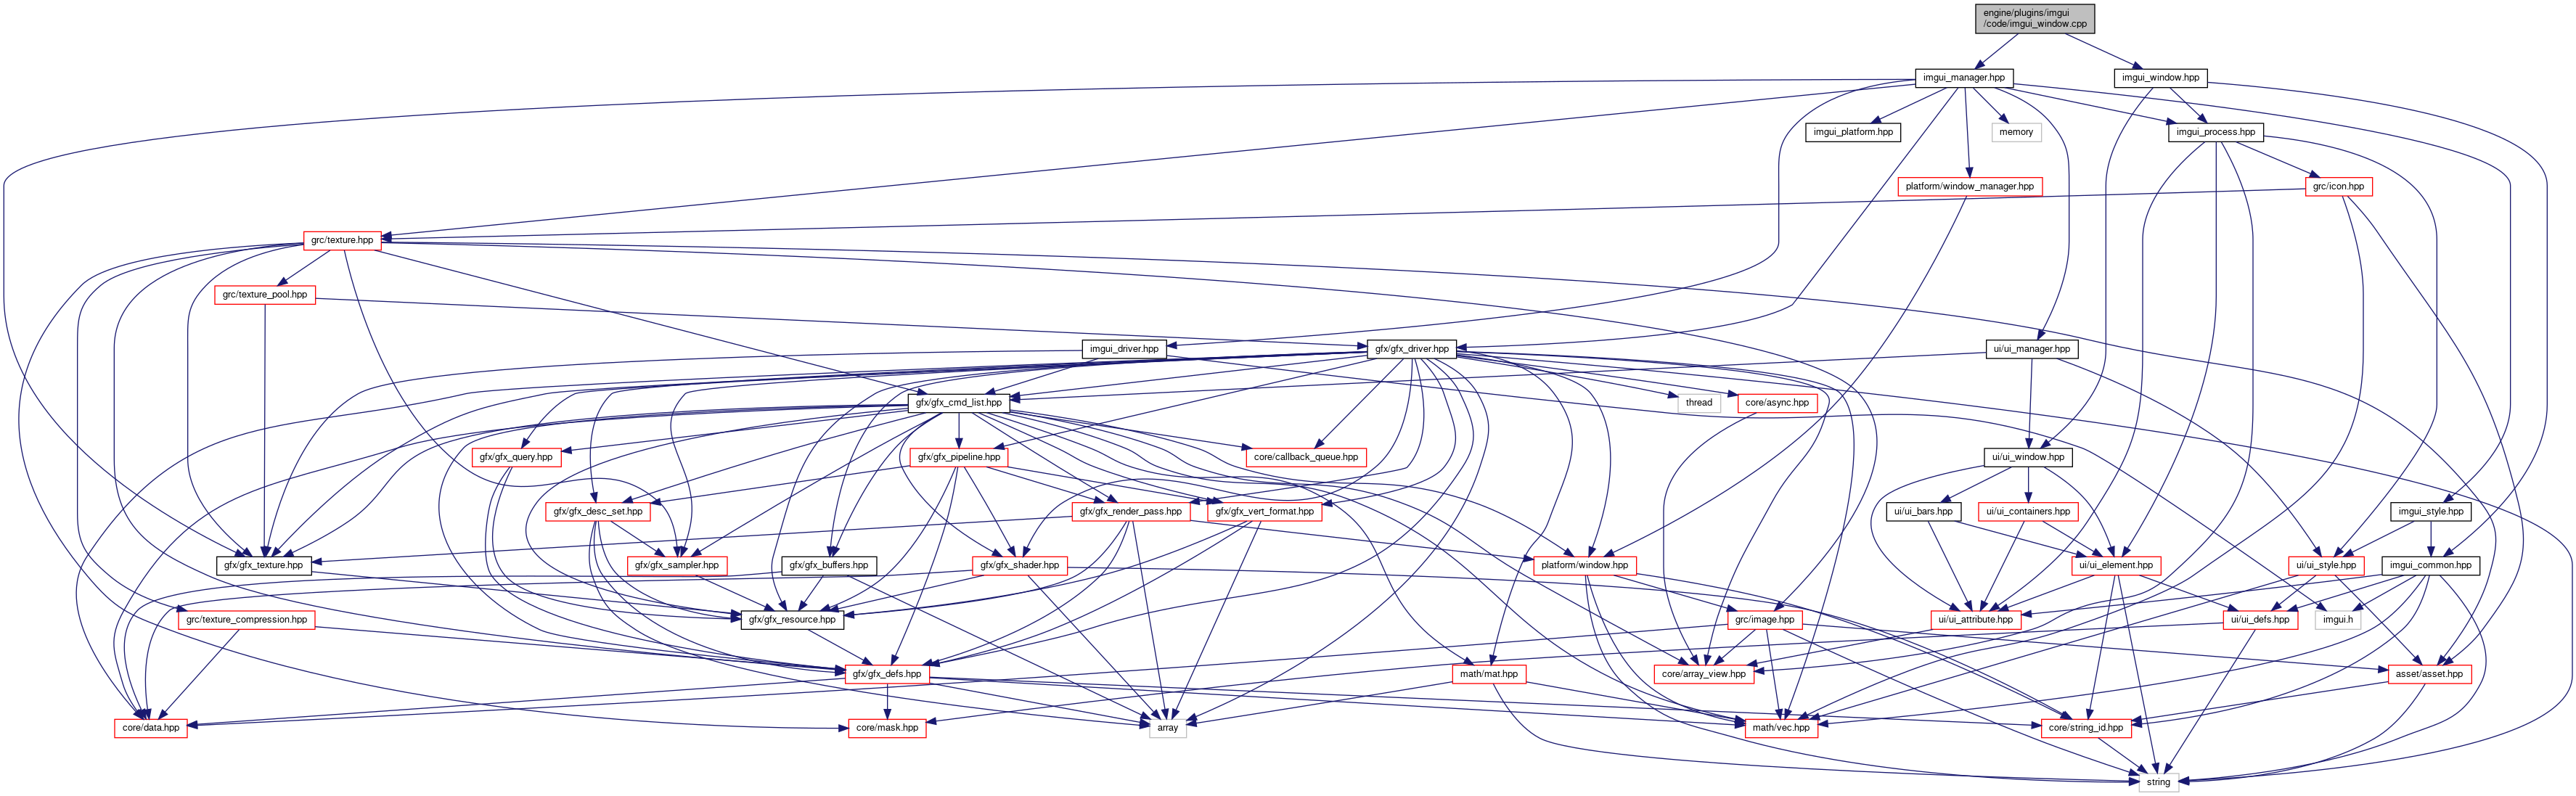 engine/plugins/imgui
/code/imgui_window.cpp
imgui_manager.hpp
imgui_window.hpp
imgui_platform.hpp
memory
imgui_process.hpp
platform/window_manager.hpp
grc/icon.hpp
grc/texture.hpp
grc/texture_pool.hpp
imgui_driver.hpp
gfx/gfx_driver.hpp
ui/ui_manager.hpp
gfx/gfx_cmd_list.hpp
thread
core/async.hpp
gfx/gfx_query.hpp
gfx/gfx_pipeline.hpp
core/callback_queue.hpp
ui/ui_window.hpp
gfx/gfx_desc_set.hpp
gfx/gfx_render_pass.hpp
gfx/gfx_vert_format.hpp
ui/ui_bars.hpp
ui/ui_containers.hpp
imgui_style.hpp
gfx/gfx_texture.hpp
gfx/gfx_sampler.hpp
gfx/gfx_buffers.hpp
gfx/gfx_shader.hpp
platform/window.hpp
ui/ui_element.hpp
ui/ui_style.hpp
imgui_common.hpp
grc/texture_compression.hpp
gfx/gfx_resource.hpp
grc/image.hpp
ui/ui_attribute.hpp
ui/ui_defs.hpp
imgui.h
gfx/gfx_defs.hpp
math/mat.hpp
core/array_view.hpp
asset/asset.hpp
core/data.hpp
core/mask.hpp
array
math/vec.hpp
core/string_id.hpp
string